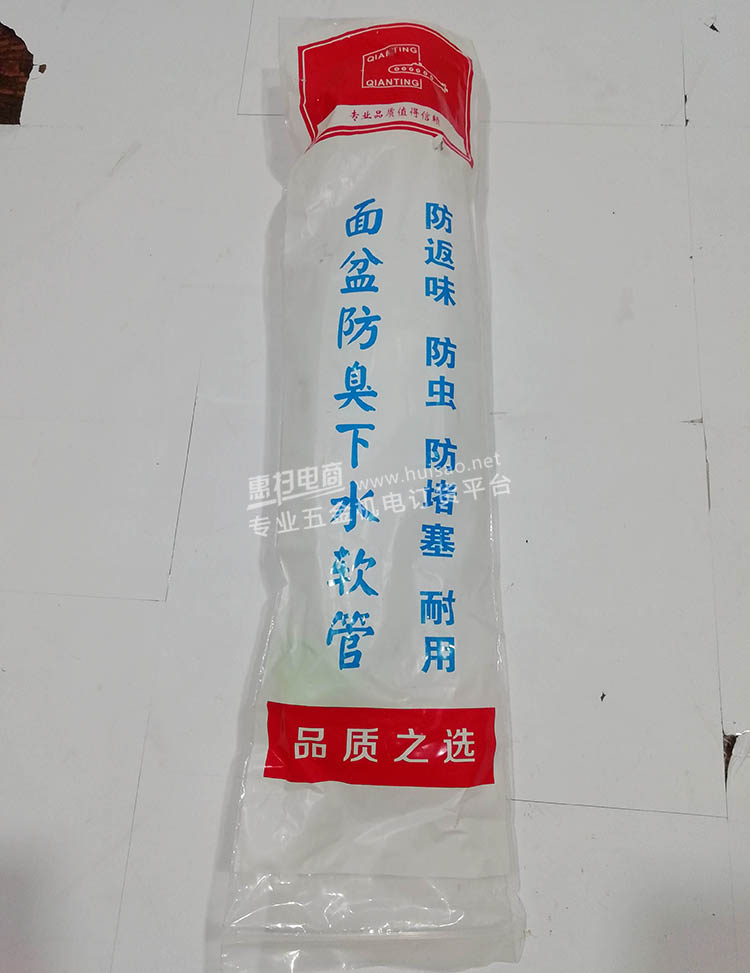 QIANTING
QIANTING
专业品质值得信赖
面盆防臭下水软管
防返味 防虫 防堵塞 耐用
惠扫电商 www.huisao.net
专业五金机电订货平台
品质之选